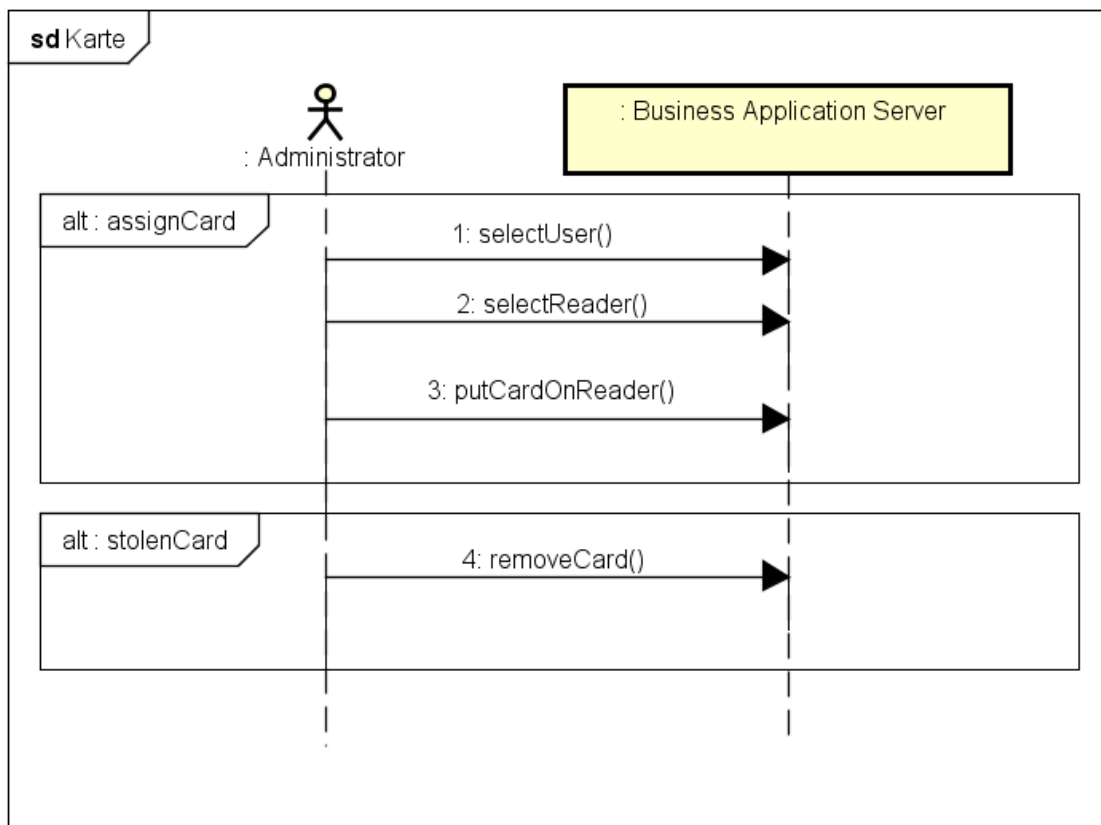 sd Karte
: Administrator
: Business Application Server
alt : assignCard
1: selectUser()
2: selectReader()
3: putCardOnReader()
alt : stolenCard
4: removeCard()